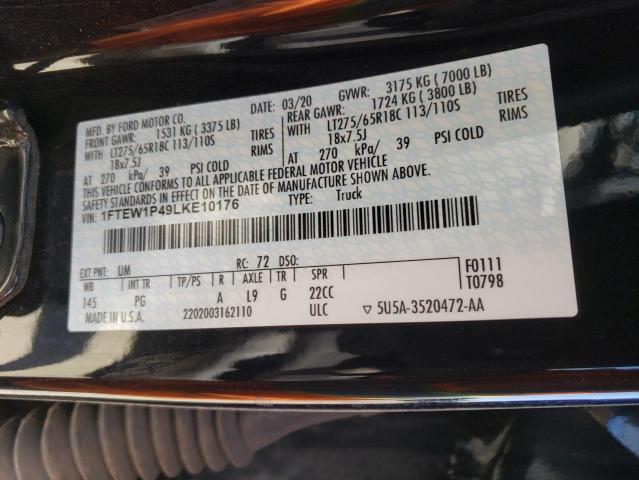 MFD. BY FORD MOTOR CO. DATE: 03/20 GVWR: 3175 KG ( 7000 LB)
FRONT GAWR: 1531 KG ( 3375 LB) REAR GAWR: 1724 KG ( 3800 LB)
WITH LT275/65R18C 113/110S TIRES WITH LT275/65R18C 113/110S TIRES
18x7.5J RIMS 18x7.5J RIMS
AT 270 kPa/ 39 PSI COLD AT 270 kPa/ 39 PSI COLD
THIS VEHICLE CONFORMS TO ALL APPLICABLE FEDERAL MOTOR VEHICLE
SAFETY STANDARDS IN EFFECT ON THE DATE OF MANUFACTURE SHOWN ABOVE.
1FTEW1P49LKE10176 TYPE: Truck
EXT PNT: UM RC: 72 DSO: F0111
WB INT TR TP/PS R AXLE TR SPR T0798
145 PG A L9 G 22CC
MADE IN U.S.A. 2202003162110 ULC ▽ 5U5A-3520472-AA